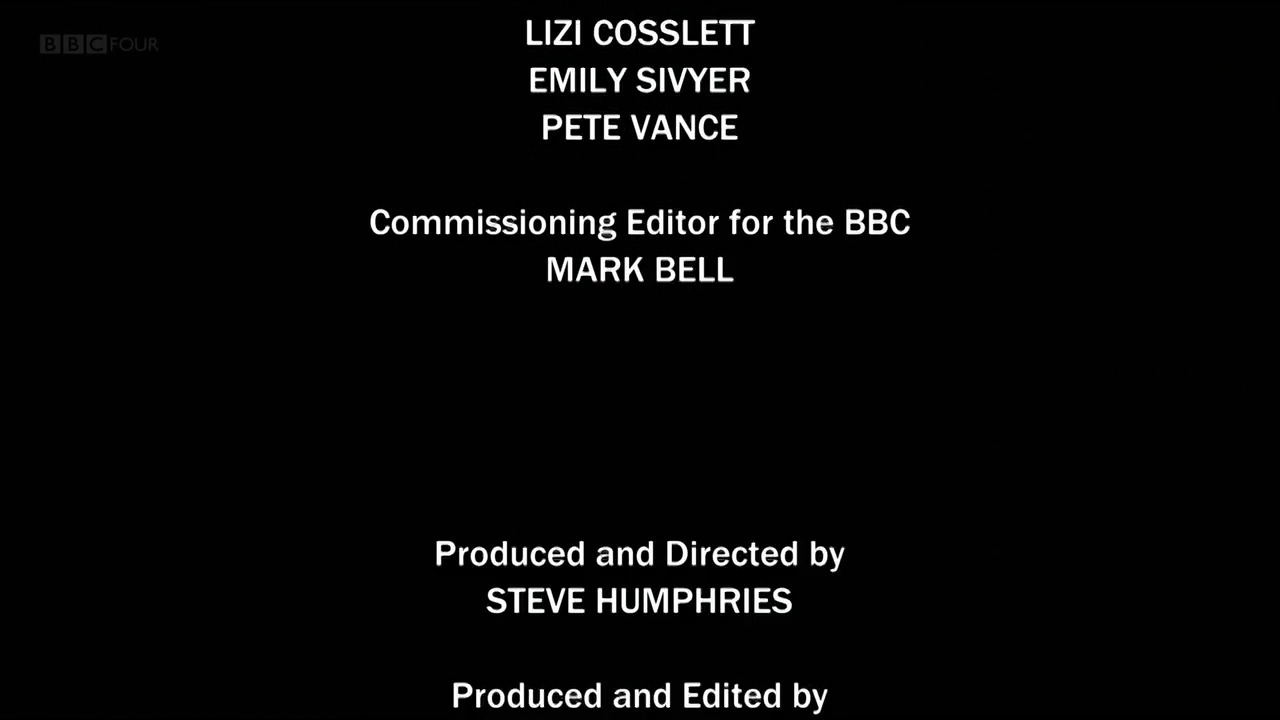 BBC FOUR
LIZI COSSLETT
EMILY SIVYER
PETE VANCE
Commissioning Editor for the BBC
MARK BELL
Produced and Directed by
STEVE HUMPHRIES
Produced and Edited by